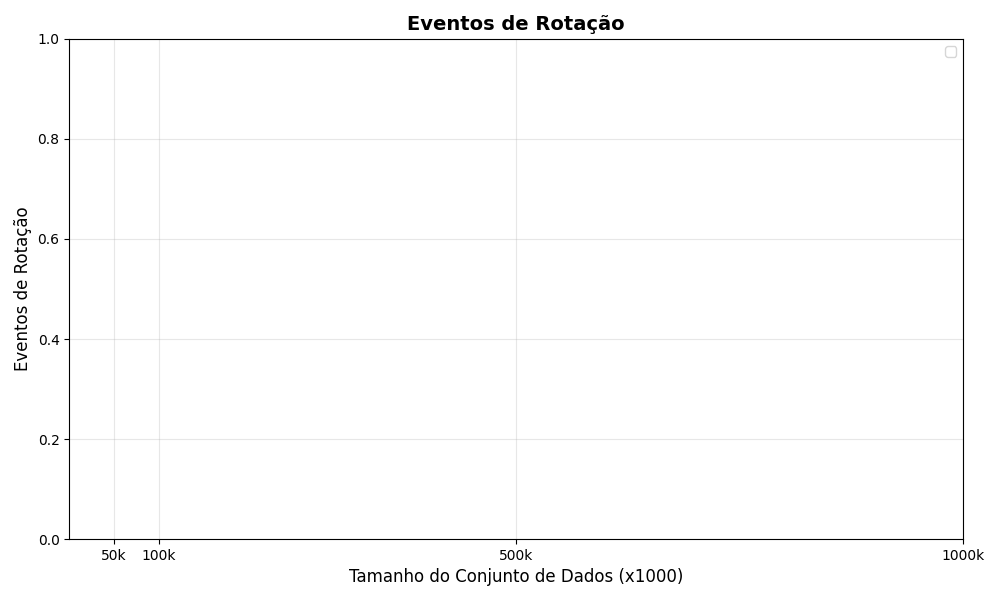 Eventos de Rotação
1.0
0.8
0.6
0.4
0.2
0.0
Eventos de Rotação
50k 100k 500k 1000k
Tamanho do Conjunto de Dados (x1000)